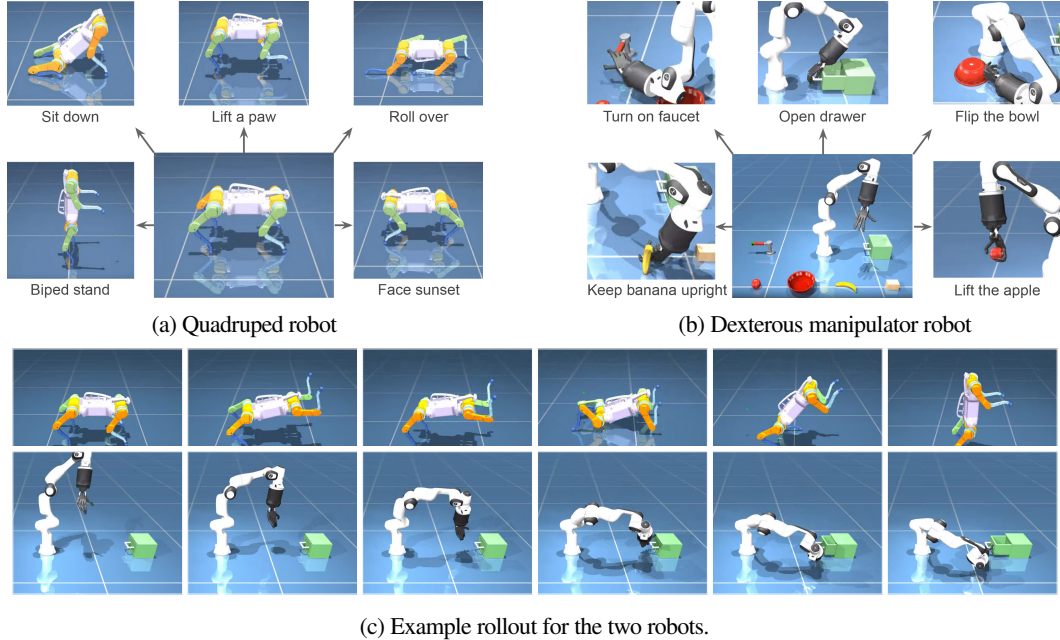 Sit down
Lift a paw
Roll over
Biped stand
Face sunset
(a) Quadruped robot
Turn on faucet
Open drawer
Flip the bowl
Keep banana upright
Lift the apple
(b) Dexterous manipulator robot
(c) Example rollout for the two robots.